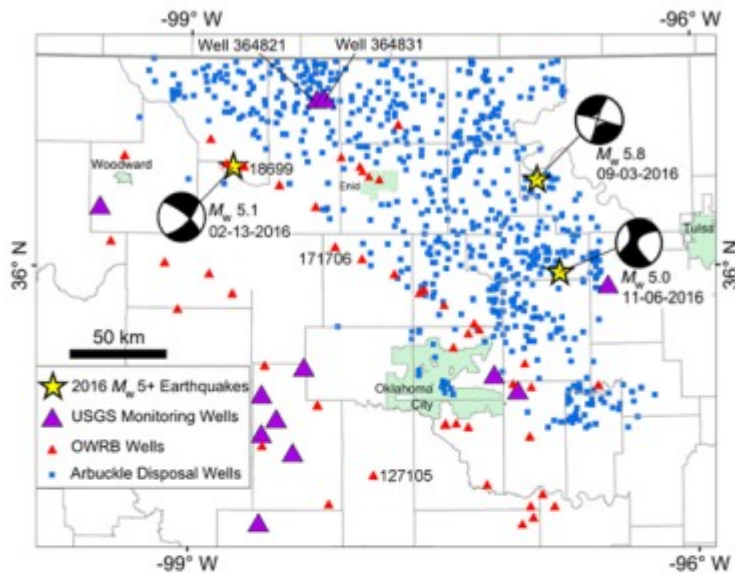 -99° W
-96° W
Well 364821
Well 364831
Woodward
18699
Enid
Mw 5.8
09-03-2016
Mw 5.1
02-13-2016
Tulsa
36° N
36° N
171706
Mw 5.0
11-06-2016
50 km
2016 Mw 5+ Earthquakes
USGS Monitoring Wells
OWRB Wells
Arbuckle Disposal Wells
Oklahoma
City
127105
-99° W
-96° W